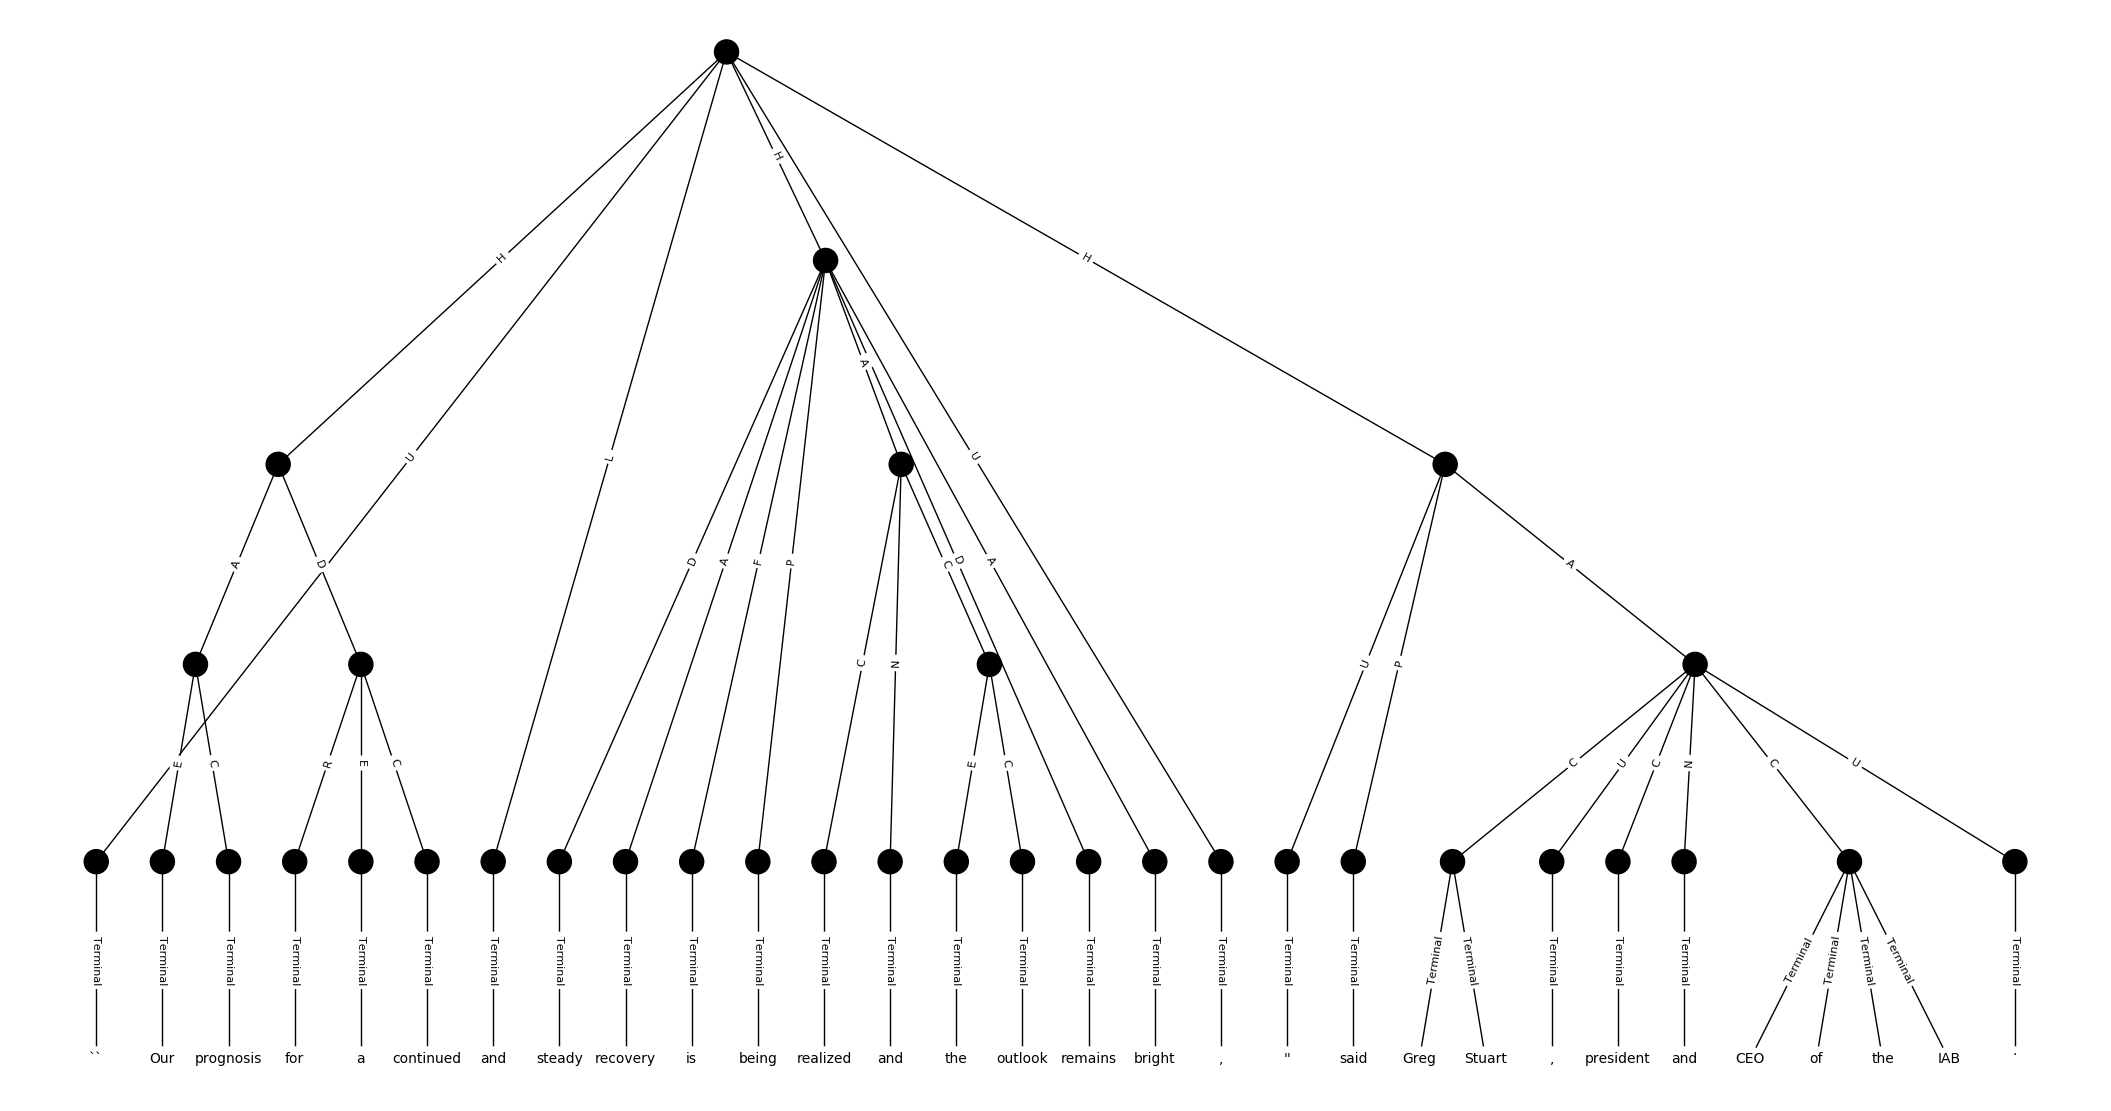 H
H
H
U
L
U
A
D
D
A
F
P
A
C
D
A
U
P
A
C
N
E
C
R
E
C
E
C
C
U
C
N
C
U
Terminal Terminal Terminal Terminal Terminal Terminal Terminal Terminal Terminal Terminal Terminal Terminal Terminal Terminal Terminal Terminal Terminal Terminal Terminal Terminal Terminal Terminal Terminal Terminal Terminal Terminal Terminal Terminal Terminal Terminal
`` Our prognosis for a continued and steady recovery is being realized and the outlook remains bright , " said Greg Stuart , president and CEO of the IAB .